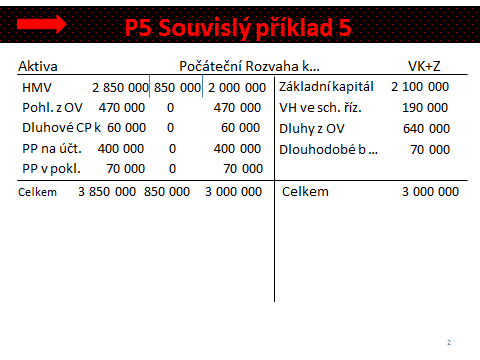 P5 Souvislý příklad 5
Aktiva Počáteční Rozvaha k... VK+Z
HMV 2 850 000 850 000 2 000 000 Základní kapitál 2 100 000
Pohl. z OV 470 000 0 470 000 VH ve sch. říz. 190 000
Dluhové CP k 60 000 0 60 000 Dluhy z OV 640 000
PP na účt. 400 000 0 400 000 Dlouhodobé b ... 70 000
PP v pokl. 70 000 0 70 000
Celkem 3 850 000 850 000 3 000 000 Celkem 3 000 000
2